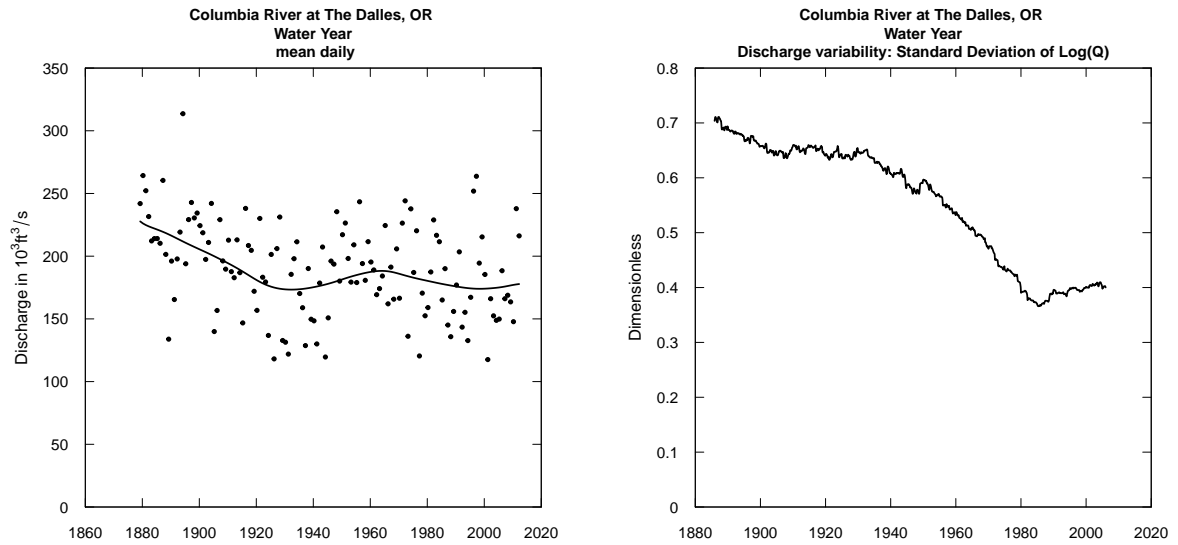 Columbia River at The Dalles, OR
Water Year
mean daily
Discharge in 10³ft³/s
350
300
250
200
150
100
50
0
1860 1880 1900 1920 1940 1960 1980 2000 2020
Columbia River at The Dalles, OR
Water Year
Discharge variability: Standard Deviation of Log(Q)
Dimensionless
0.8
0.7
0.6
0.5
0.4
0.3
0.2
0.1
0
1880 1900 1920 1940 1960 1980 2000 2020